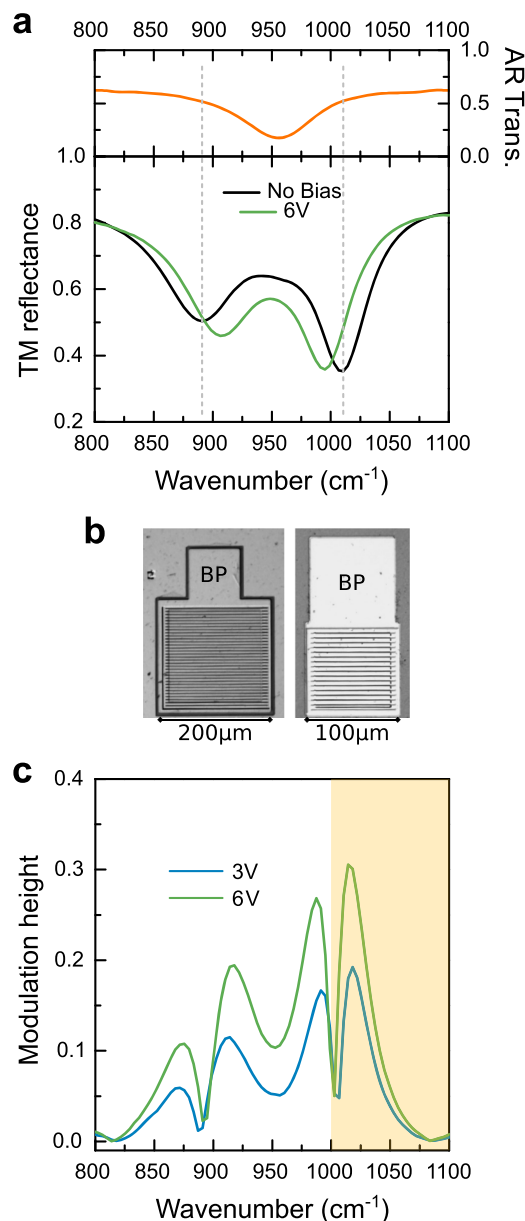 a
800 850 900 950 1000 1050 1100
1.0
0.5
0.0
AR Trans.
1.0
0.8
0.6
0.4
0.2
TM reflectance
No Bias
6V
800 850 900 950 1000 1050 1100
Wavenumber (cm⁻¹)
b
BP BP
200μm 100μm
c
0.4
0.3
0.2
0.1
0.0
Modulation height
3V
6V
800 850 900 950 1000 1050 1100
Wavenumber (cm⁻¹)